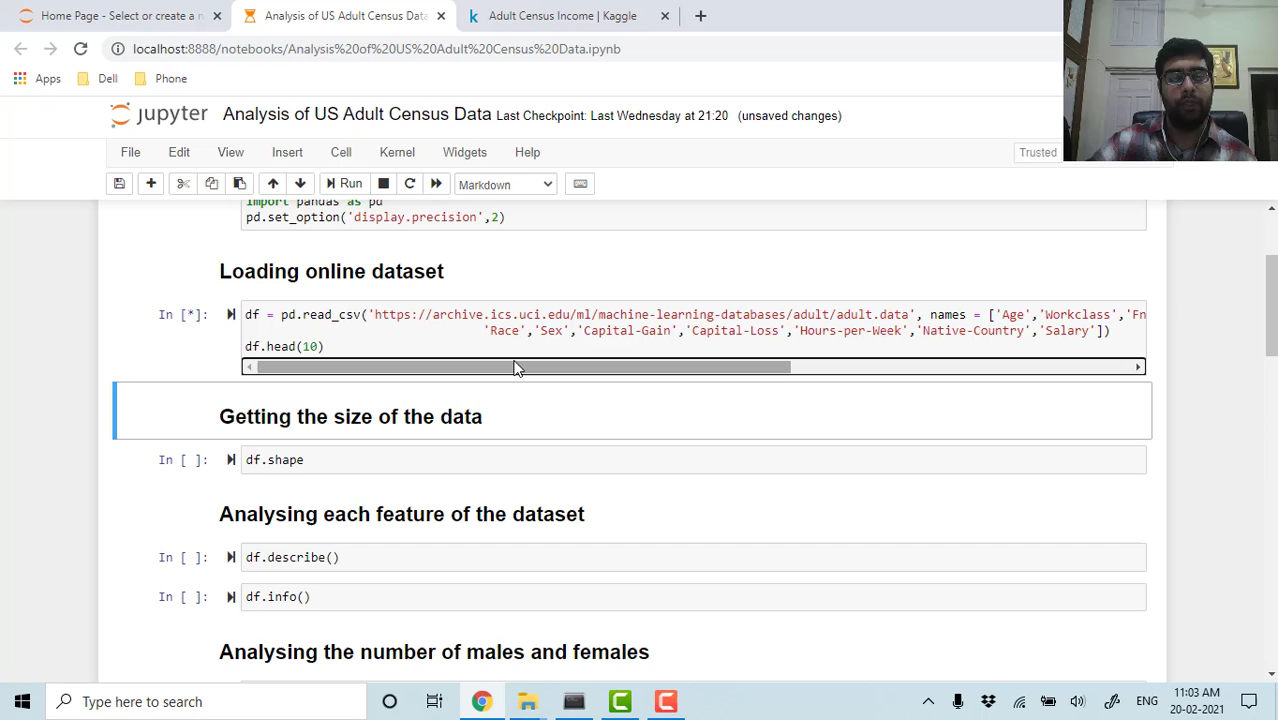 Home Page - Select or create a n
Analysis of US Adult Census Data
Adult Census Income | Kaggle
localhost:8888/notebooks/Analysis%20of%20US%20Adult%20Census%20Data.ipynb
Apps Dell Phone
jupyter Analysis of US Adult Census Data Last Checkpoint: Last Wednesday at 21:20 (unsaved changes)
File Edit View Insert Cell Kernel Widgets Help Trusted
Run Markdown
import pandas as pd
pd.set_option('display.precision',2)
Loading online dataset
In [*]: df = pd.read_csv('https://archive.ics.uci.edu/ml/machine-learning-databases/adult/adult.data', names = ['Age','Workclass','Fn
'Race','Sex','Capital-Gain','Capital-Loss','Hours-per-Week','Native-Country','Salary'])
df.head(10)
Getting the size of the data
In [ ]: df.shape
Analysing each feature of the dataset
In [ ]: df.describe()
In [ ]: df.info()
Analysing the number of males and females
Type here to search
ENG
11:03 AM
20-02-2021